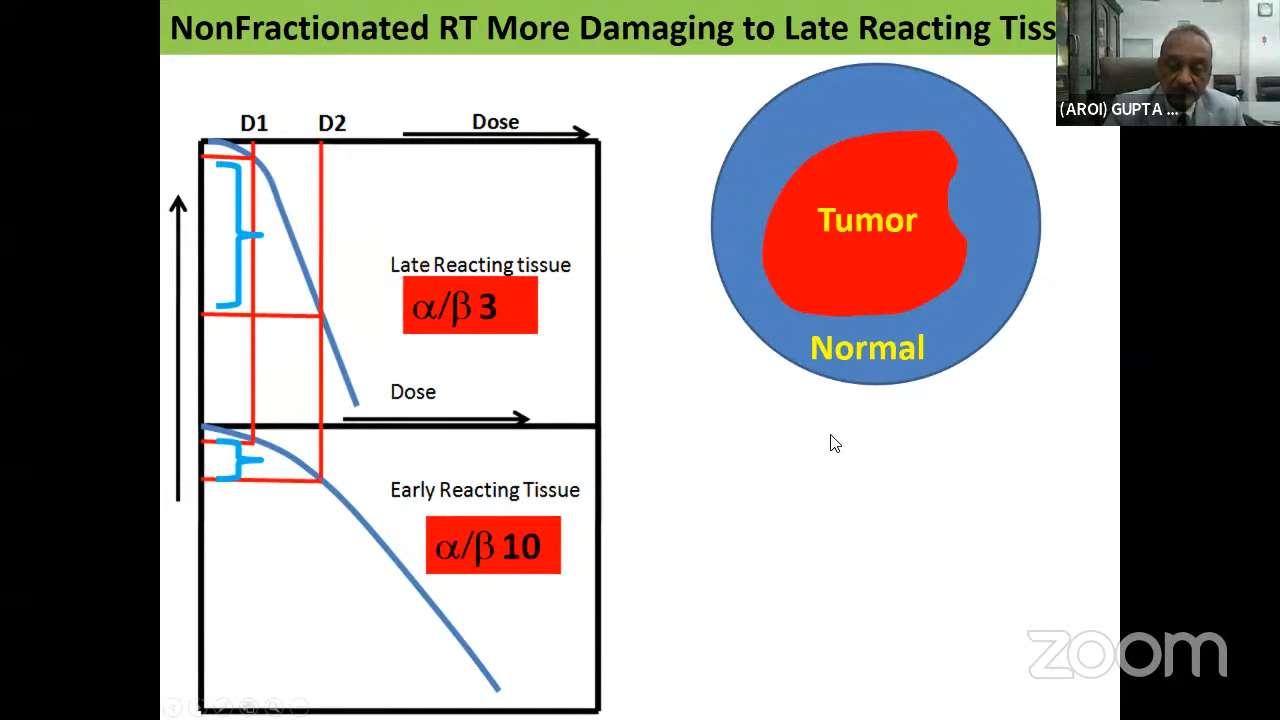 NonFractionated RT More Damaging to Late Reacting Tiss
(AROI) GUPTA ...
D1 D2 Dose
Tumor
Late Reacting tissue
α/β 3
Normal
Dose
Early Reacting Tissue
α/β 10
zoom